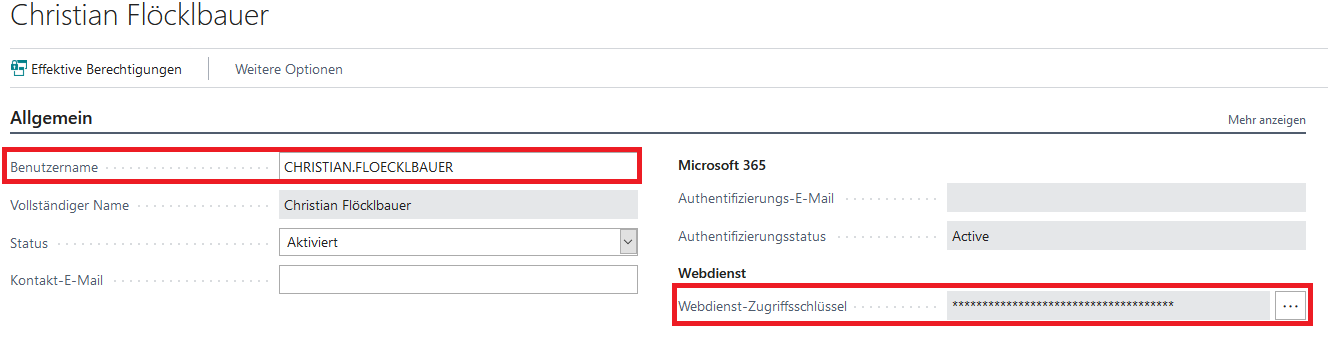 Christian Flöcklbauer
Effektive Berechtigungen Weitere Optionen
Allgemein Mehr anzeigen
Benutzername CHRISTIAN.FLOECKLBAUER
Vollständiger Name Christian Flöcklbauer
Status Aktiviert
Kontakt-E-Mail
Microsoft 365
Authentifizierungs-E-Mail
Authentifizierungsstatus Active
Webdienst
Webdienst-Zugriffsschlüssel ************************************* ...